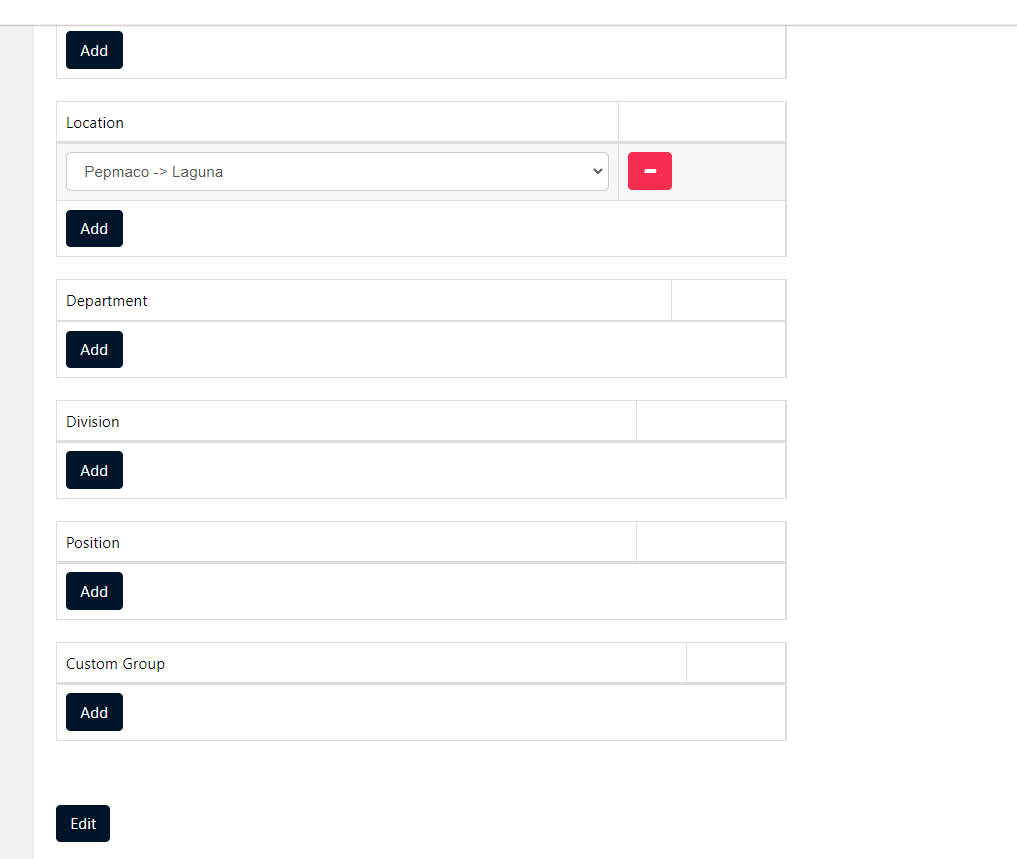 Add
Location
Pepmaco -> Laguna
Add
Department
Add
Division
Add
Position
Add
Custom Group
Add
Edit